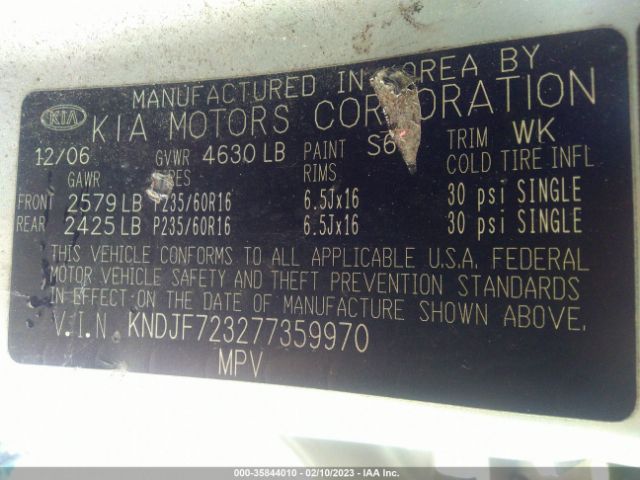 MANUFACTURED IN KOREA BY
KIA KIA MOTORS CORPORATION
12/06 GVWR 4630 LB PAINT S6 TRIM WK
GAWR TIRES RIMS COLD TIRE INFL.
FRONT 2579 LB P235/60R16 6.5Jx16 30 psi SINGLE
REAR 2425 LB P235/60R16 6.5Jx16 30 psi SINGLE
THIS VEHICLE CONFORMS TO ALL APPLICABLE U.S.A. FEDERAL
MOTOR VEHICLE SAFETY AND THEFT PREVENTION STANDARDS
IN EFFECT ON THE DATE OF MANUFACTURE SHOWN ABOVE.
V.I.N. KNDJF723277359970
MPV
000-35844010 — 02/10/2023 — IAA Inc.